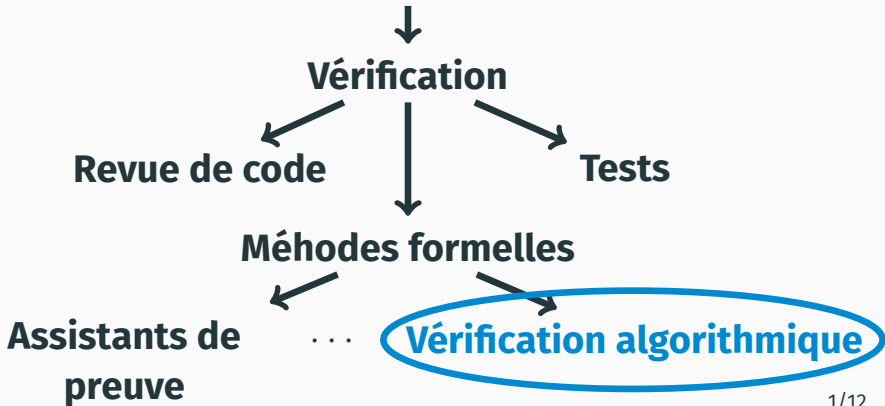 Vérification
Revue de code
Tests
Méhodes formelles
Assistants de
preuve
. . .
Vérification algorithmique
1/12